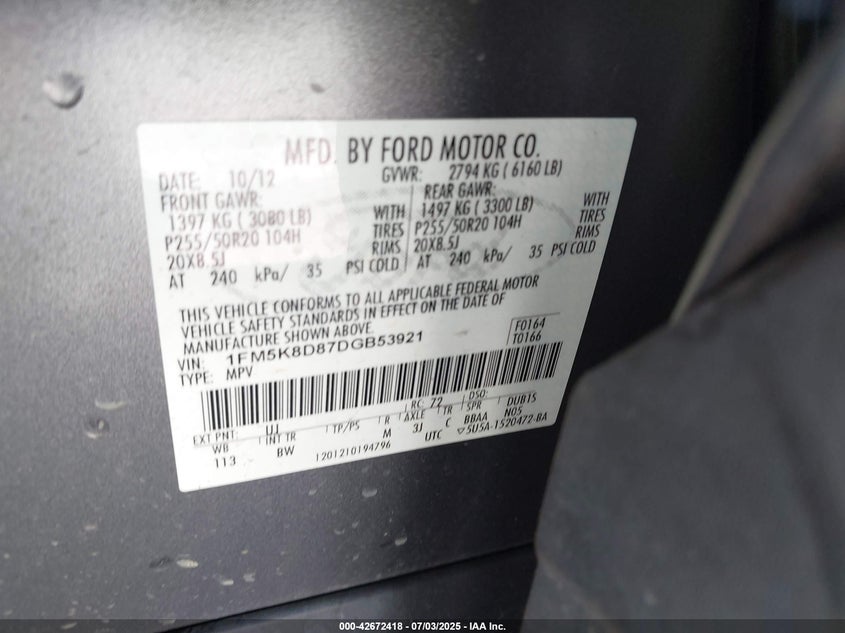 MFD. BY FORD MOTOR CO.
DATE: 10/12 GVWR: 2794 KG ( 6160 LB)
FRONT GAWR: REAR GAWR:
1397 KG ( 3080 LB) WITH 1497 KG ( 3300 LB) WITH
P255/50R20 104H TIRES P255/50R20 104H TIRES
20X8.5J RIMS 20X8.5J RIMS
AT 240 kPa/ 35 PSI COLD AT 240 kPa/ 35 PSI COLD
THIS VEHICLE CONFORMS TO ALL APPLICABLE FEDERAL MOTOR
VEHICLE SAFETY STANDARDS IN EFFECT ON THE DATE OF
MANUFACTURE SHOWN ABOVE.
VIN: 1FM5K8D87DGB53921 F0164
TYPE: MPV T0166
EXT PNT: UJ RC: 72 DSO:
WB INT TR TP/PS R AXLE TR SPR DUB1S
113 BW M 3J C BBAA N05
1201210194796 UTC ▽5U5A-1520472-BA
000-42672418 - 07/03/2025 - IAA Inc.